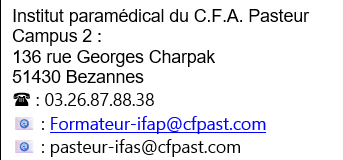 Institut paramédical du C.F.A. Pasteur
Campus 2 :
136 rue Georges Charpak
51430 Bezannes
☎ : 03.26.87.88.38
: Formateur-ifap@cfpast.com
: pasteur-ifas@cfpast.com